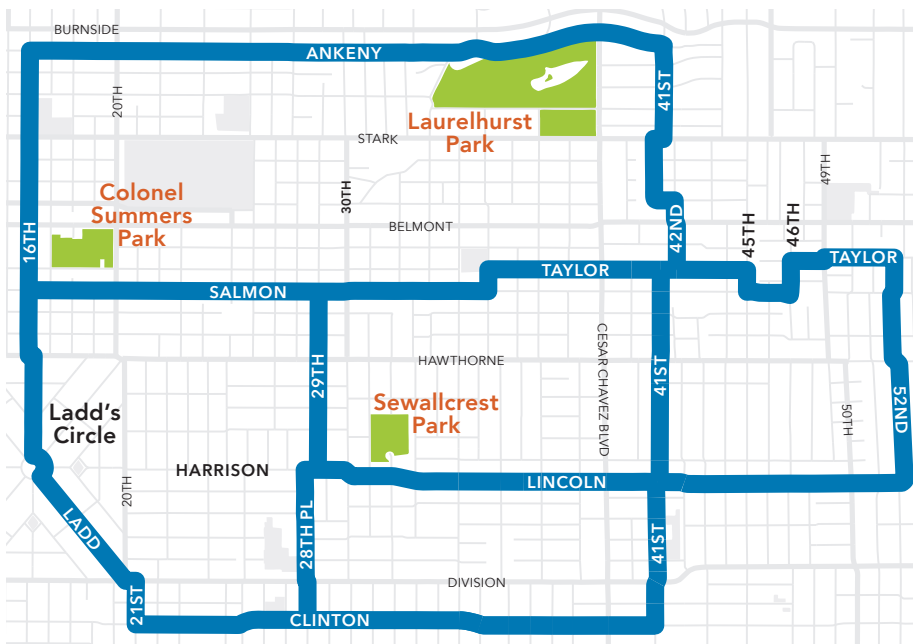 BURNSIDE
ANKENY
20TH
41ST
Laurelhurst
Park
STARK
49TH
Colonel
Summers
Park
30TH
BELMONT
16TH
42ND
45TH
46TH
TAYLOR
TAYLOR
SALMON
29TH
HAWTHORNE
CESAR CHAVEZ BLVD
41ST
52ND
50TH
Sewallcrest
Park
Ladd's
Circle
HARRISON
20TH
LINCOLN
LADD
28TH PL
41ST
DIVISION
21ST
CLINTON